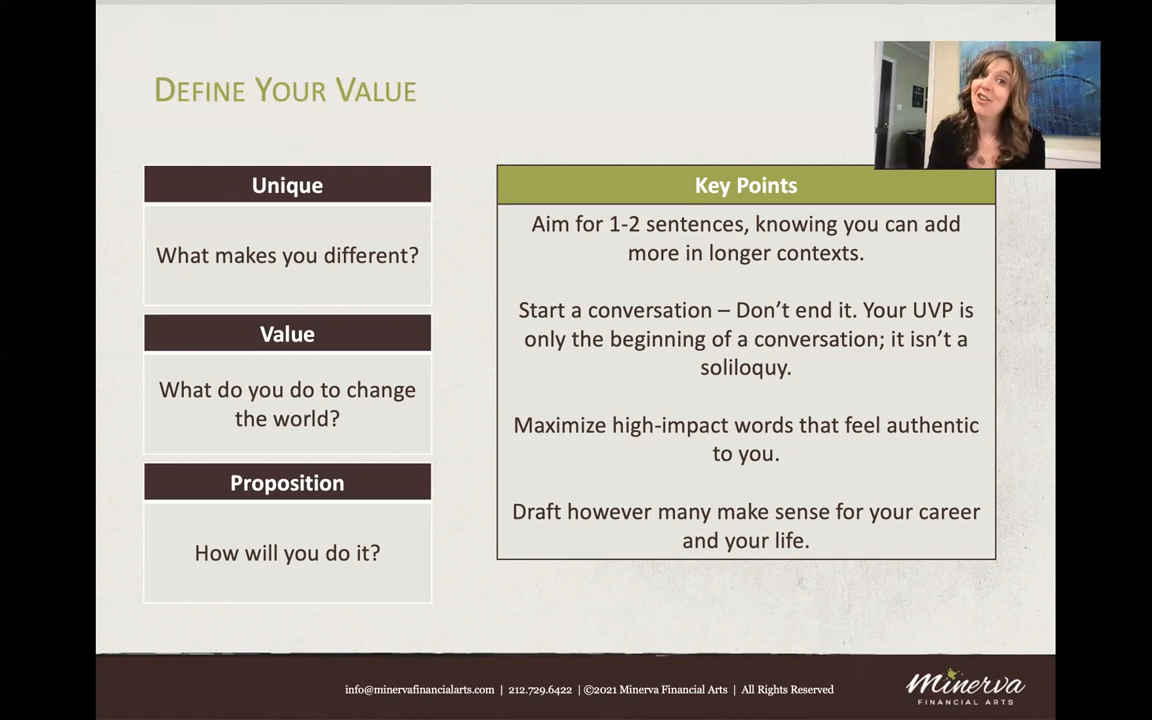 DEFINE YOUR VALUE
Unique
What makes you different?
Value
What do you do to change
the world?
Proposition
How will you do it?
Key Points
Aim for 1-2 sentences, knowing you can add
more in longer contexts.
Start a conversation – Don’t end it. Your UVP is
only the beginning of a conversation; it isn’t a
soliloquy.
Maximize high-impact words that feel authentic
to you.
Draft however many make sense for your career
and your life.
info@minervafinancialarts.com | 212.729.6422 | ©2021 Minerva Financial Arts | All Rights Reserved
Minerva
FINANCIAL ARTS